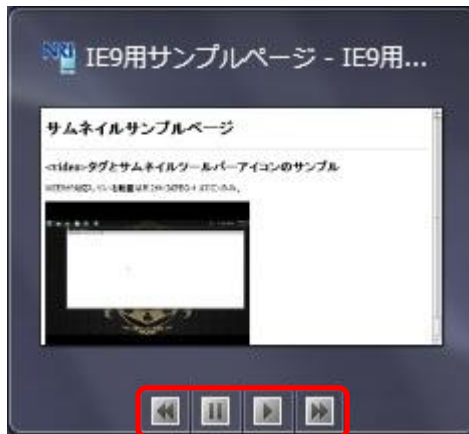 NRI IE9用サンプルページ - IE9用...
サムネイルサンプルページ
<video>タグとサムネイルツールバーアイコンのサンプル